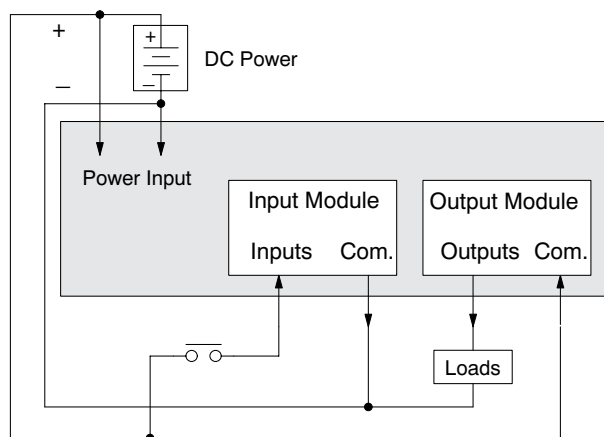 +
+
DC Power
–
–
Power Input
Input Module
Output Module
Inputs Com.
Outputs Com.
Loads